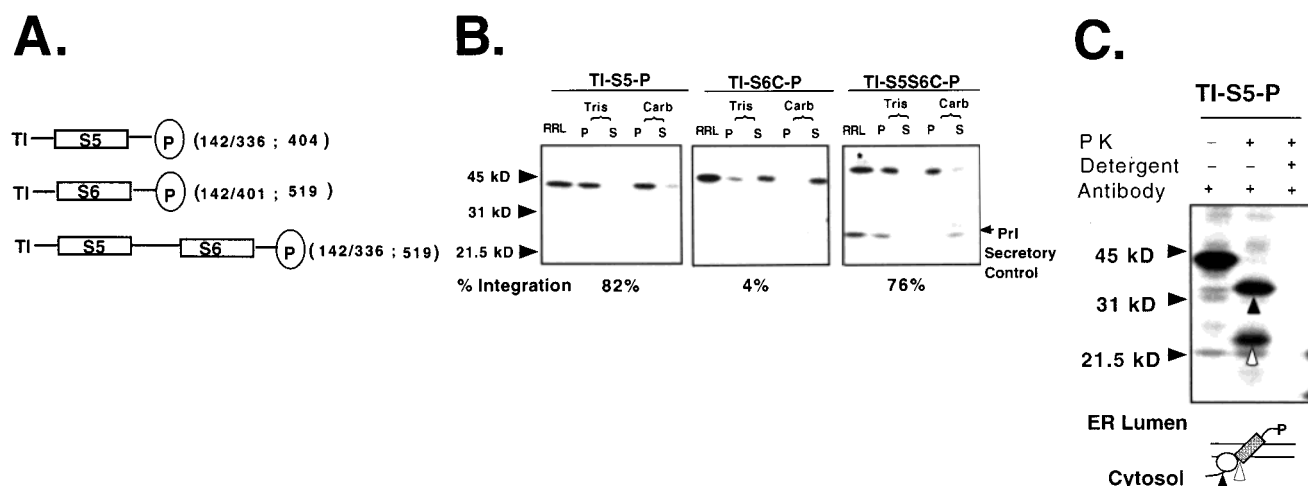 A.
TI S5 P (142/336 ; 404)
TI S6 P (142/401 ; 519)
TI S5 S6 P (142/336 ; 519)
B.
TI-S5-P TI-S6C-P TI-S5S6C-P
Tris Carb Tris Carb Tris Carb
RRL P S P S RRL P S P S RRL P S P S
45 kD
31 kD
21.5 kD
Prl
Secretory
Control
% Integration 82% 4% 76%
C.
TI-S5-P
PK - + +
Detergent - - +
Antibody + + +
45 kD
31 kD
21.5 kD
ER Lumen
P
Cytosol